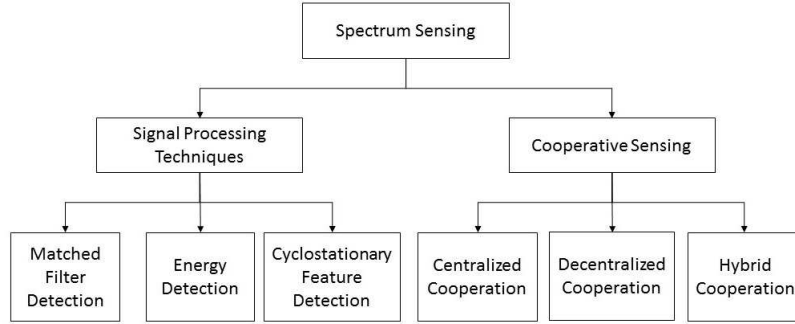 Spectrum Sensing
Signal Processing
Techniques
Cooperative Sensing
Matched
Filter
Detection
Energy
Detection
Cyclostationary
Feature
Detection
Centralized
Cooperation
Decentralized
Cooperation
Hybrid
Cooperation